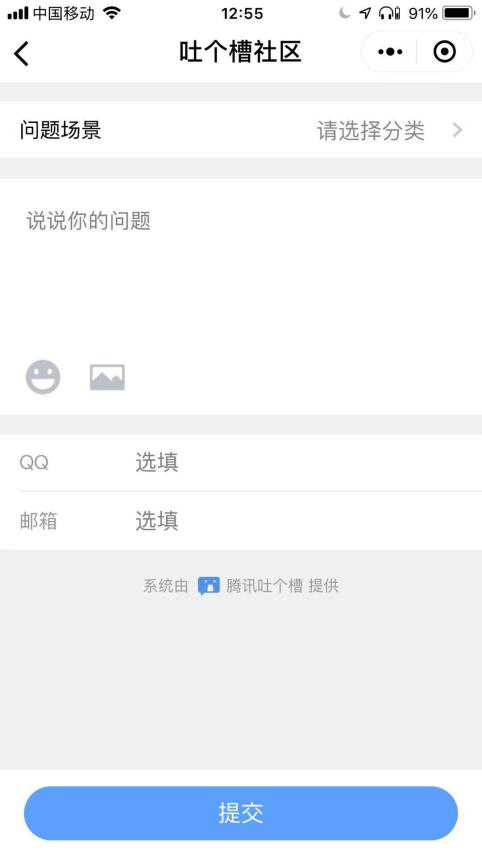 中国移动 12:55 91%
吐个槽社区
问题场景 请选择分类
说说你的问题
QQ 选填
邮箱 选填
系统由 腾讯吐个槽 提供
提交